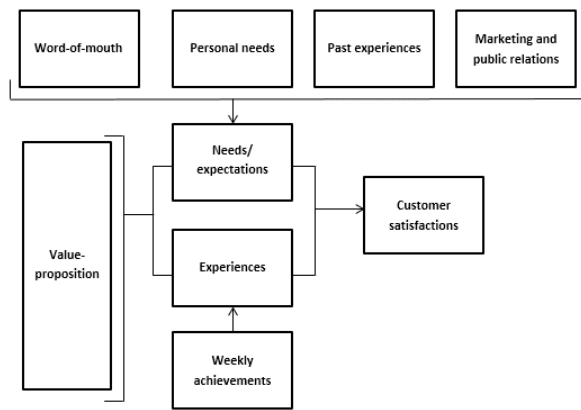 Word-of-mouth
Personal needs
Past experiences
Marketing and
public relations
Needs/
expectations
Customer
satisfactions
Value-
proposition
Experiences
Weekly
achievements